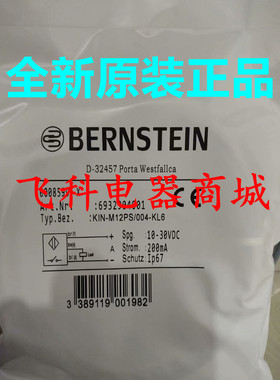 全新原装正品
BERNSTEIN
D-32457 Porta Westfalica
飞科电器商城
Typ.Bez. : KIN-M12PS/004-KL6
Spg. : 10-30VDC
A Strom. : 200mA
Schutz : Ip67
3 389119 001982